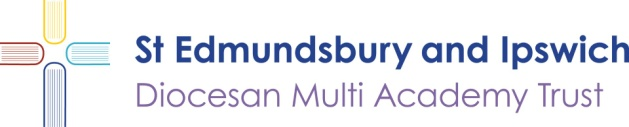 St Edmundsbury and Ipswich
Diocesan Multi Academy Trust